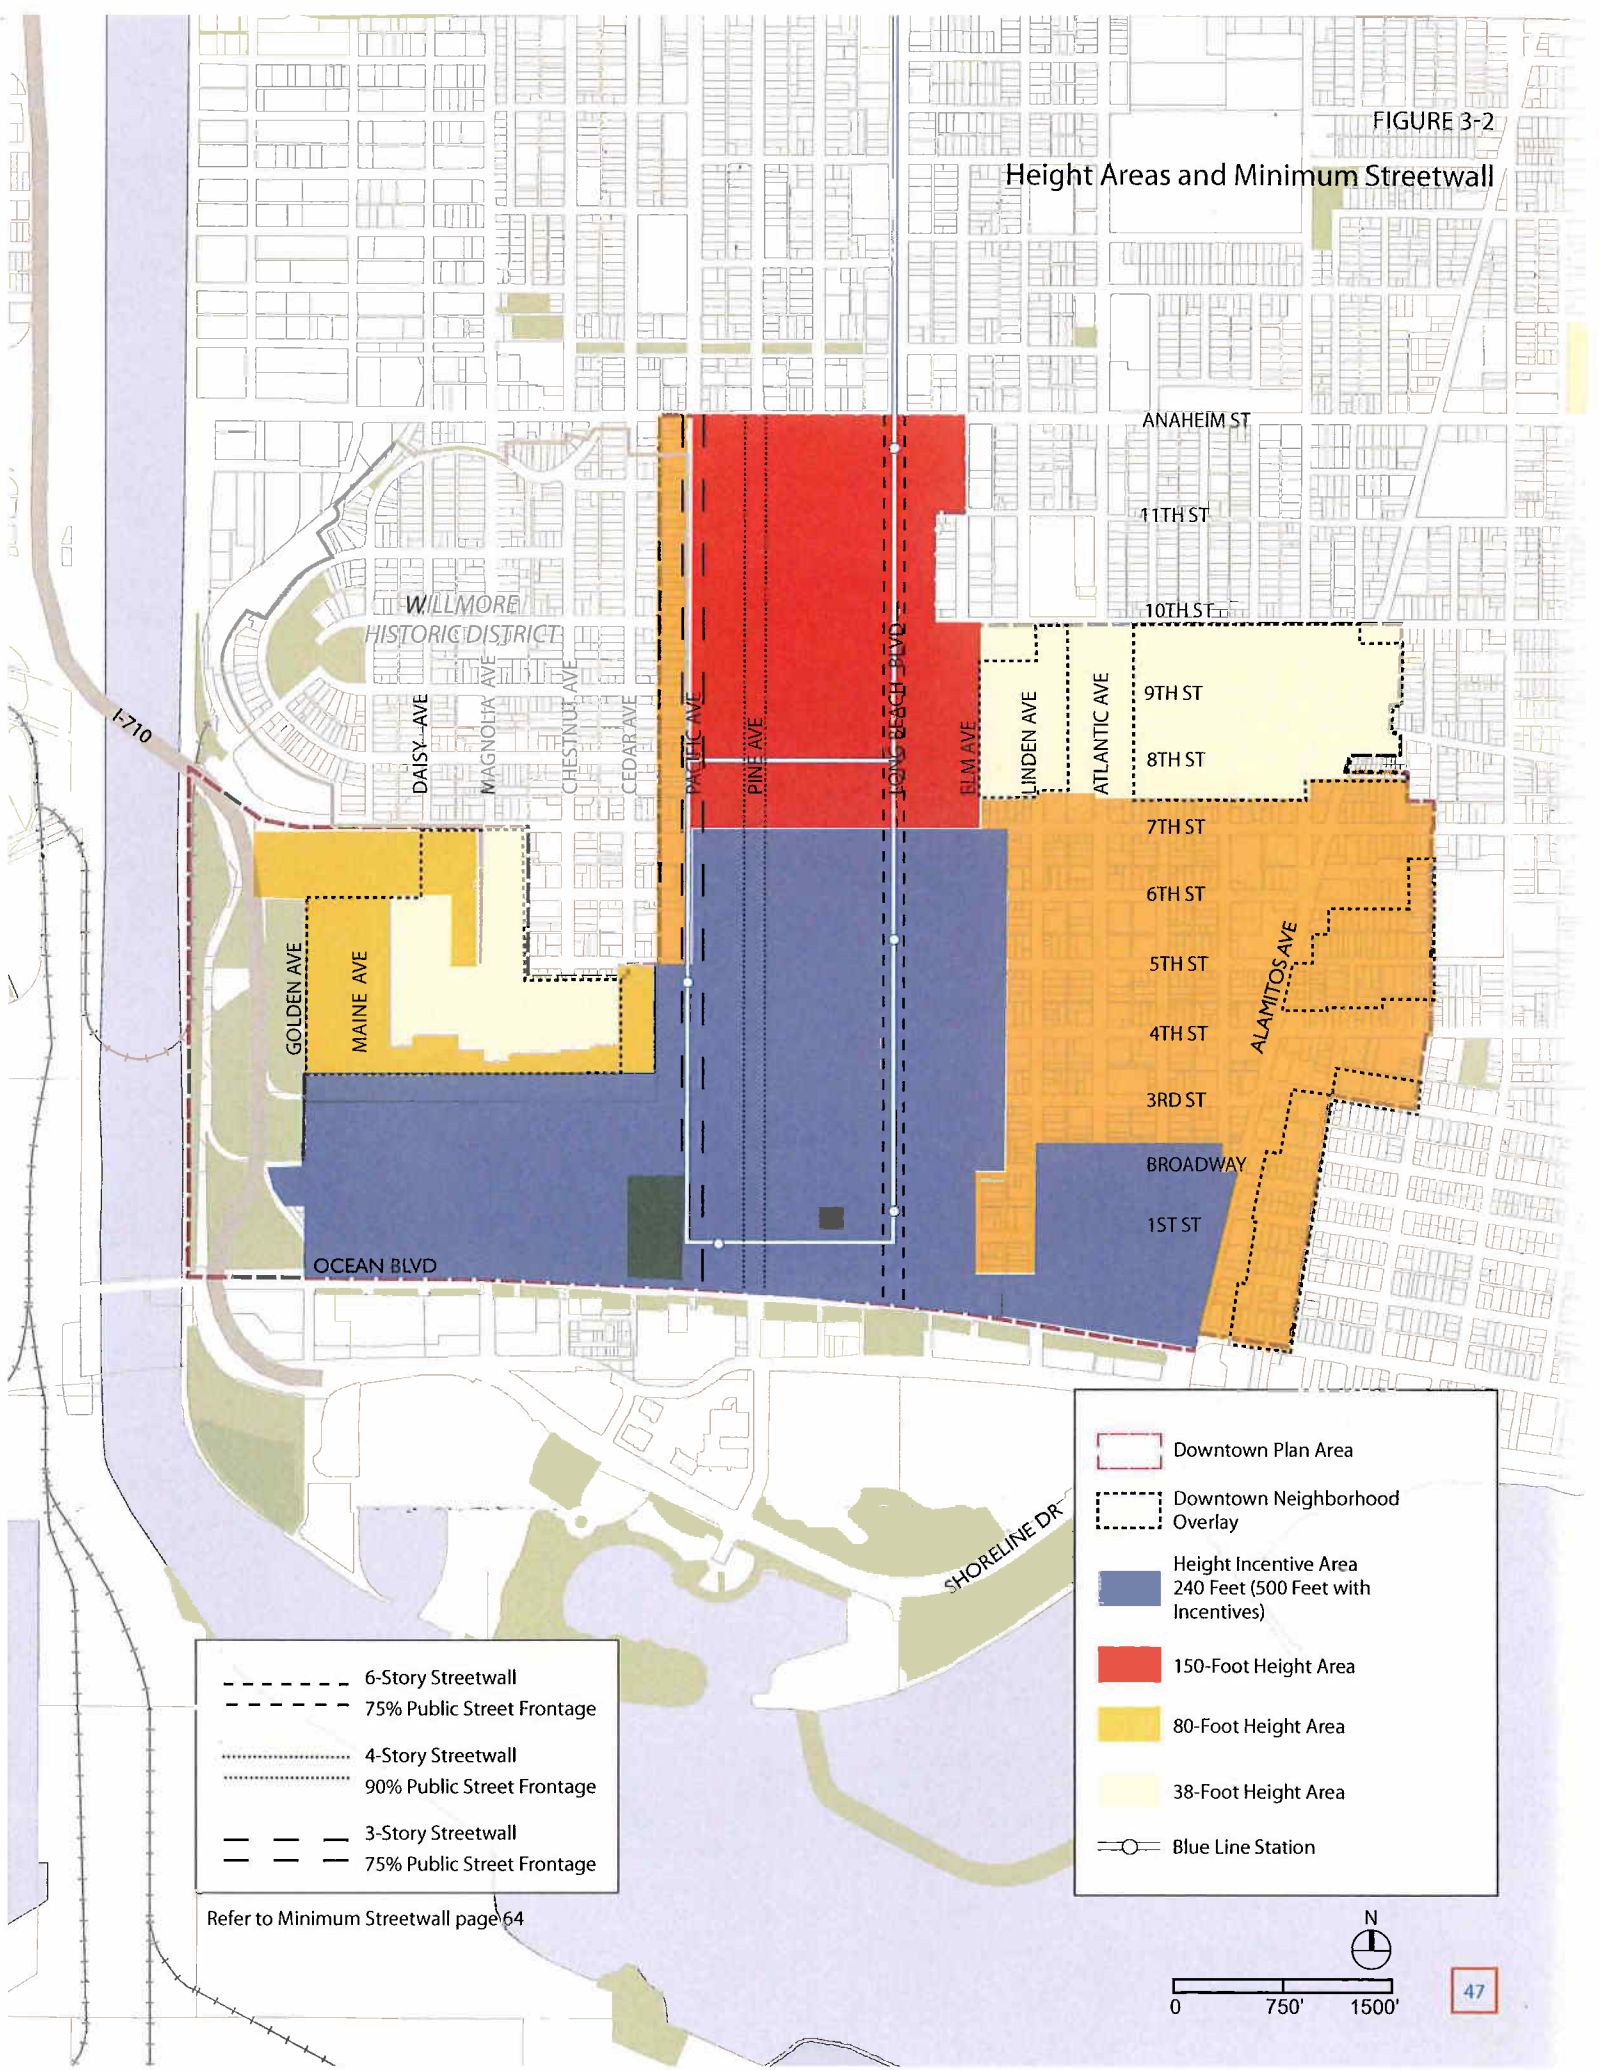 FIGURE 3-2
Height Areas and Minimum Streetwall
ANAHEIM ST
11TH ST
10TH ST
WILLMORE
HISTORIC DISTRICT
9TH ST
8TH ST
7TH ST
6TH ST
5TH ST
4TH ST
3RD ST
BROADWAY
1ST ST
I-710
DAISY AVE
MAGNOLIA AVE
CHESTNUT AVE
CEDAR AVE
PACIFIC AVE
PINE AVE
LONG BEACH BLVD
ELM AVE
LINDEN AVE
ATLANTIC AVE
ALAMITOS AVE
GOLDEN AVE
MAINE AVE
OCEAN BLVD
SHORELINE DR
Downtown Plan Area
Downtown Neighborhood
Overlay
Height Incentive Area
240 Feet (500 Feet with
Incentives)
150-Foot Height Area
80-Foot Height Area
38-Foot Height Area
Blue Line Station
6-Story Streetwall
75% Public Street Frontage
4-Story Streetwall
90% Public Street Frontage
3-Story Streetwall
75% Public Street Frontage
Refer to Minimum Streetwall page 64
N
0 750' 1500'
47